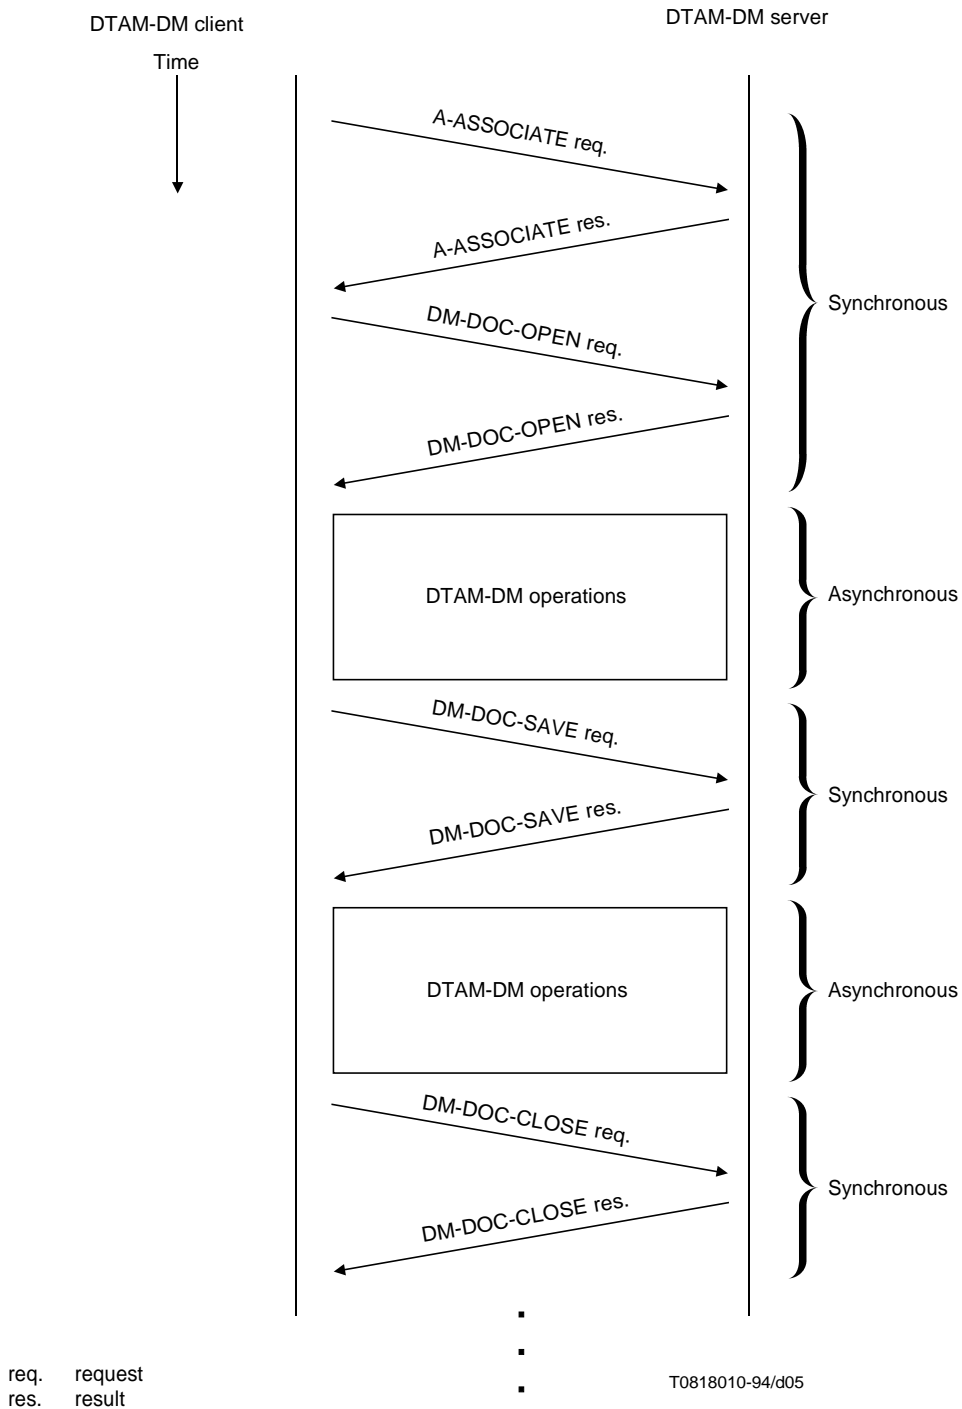 DTAM-DM client
DTAM-DM server
Time
A-ASSOCIATE req.
A-ASSOCIATE res.
Synchronous
DM-DOC-OPEN req.
DM-DOC-OPEN res.
DTAM-DM operations
Asynchronous
DM-DOC-SAVE req.
Synchronous
DM-DOC-SAVE res.
DTAM-DM operations
Asynchronous
DM-DOC-CLOSE req.
Synchronous
DM-DOC-CLOSE res.
req. request
res. result
T0818010-94/d05